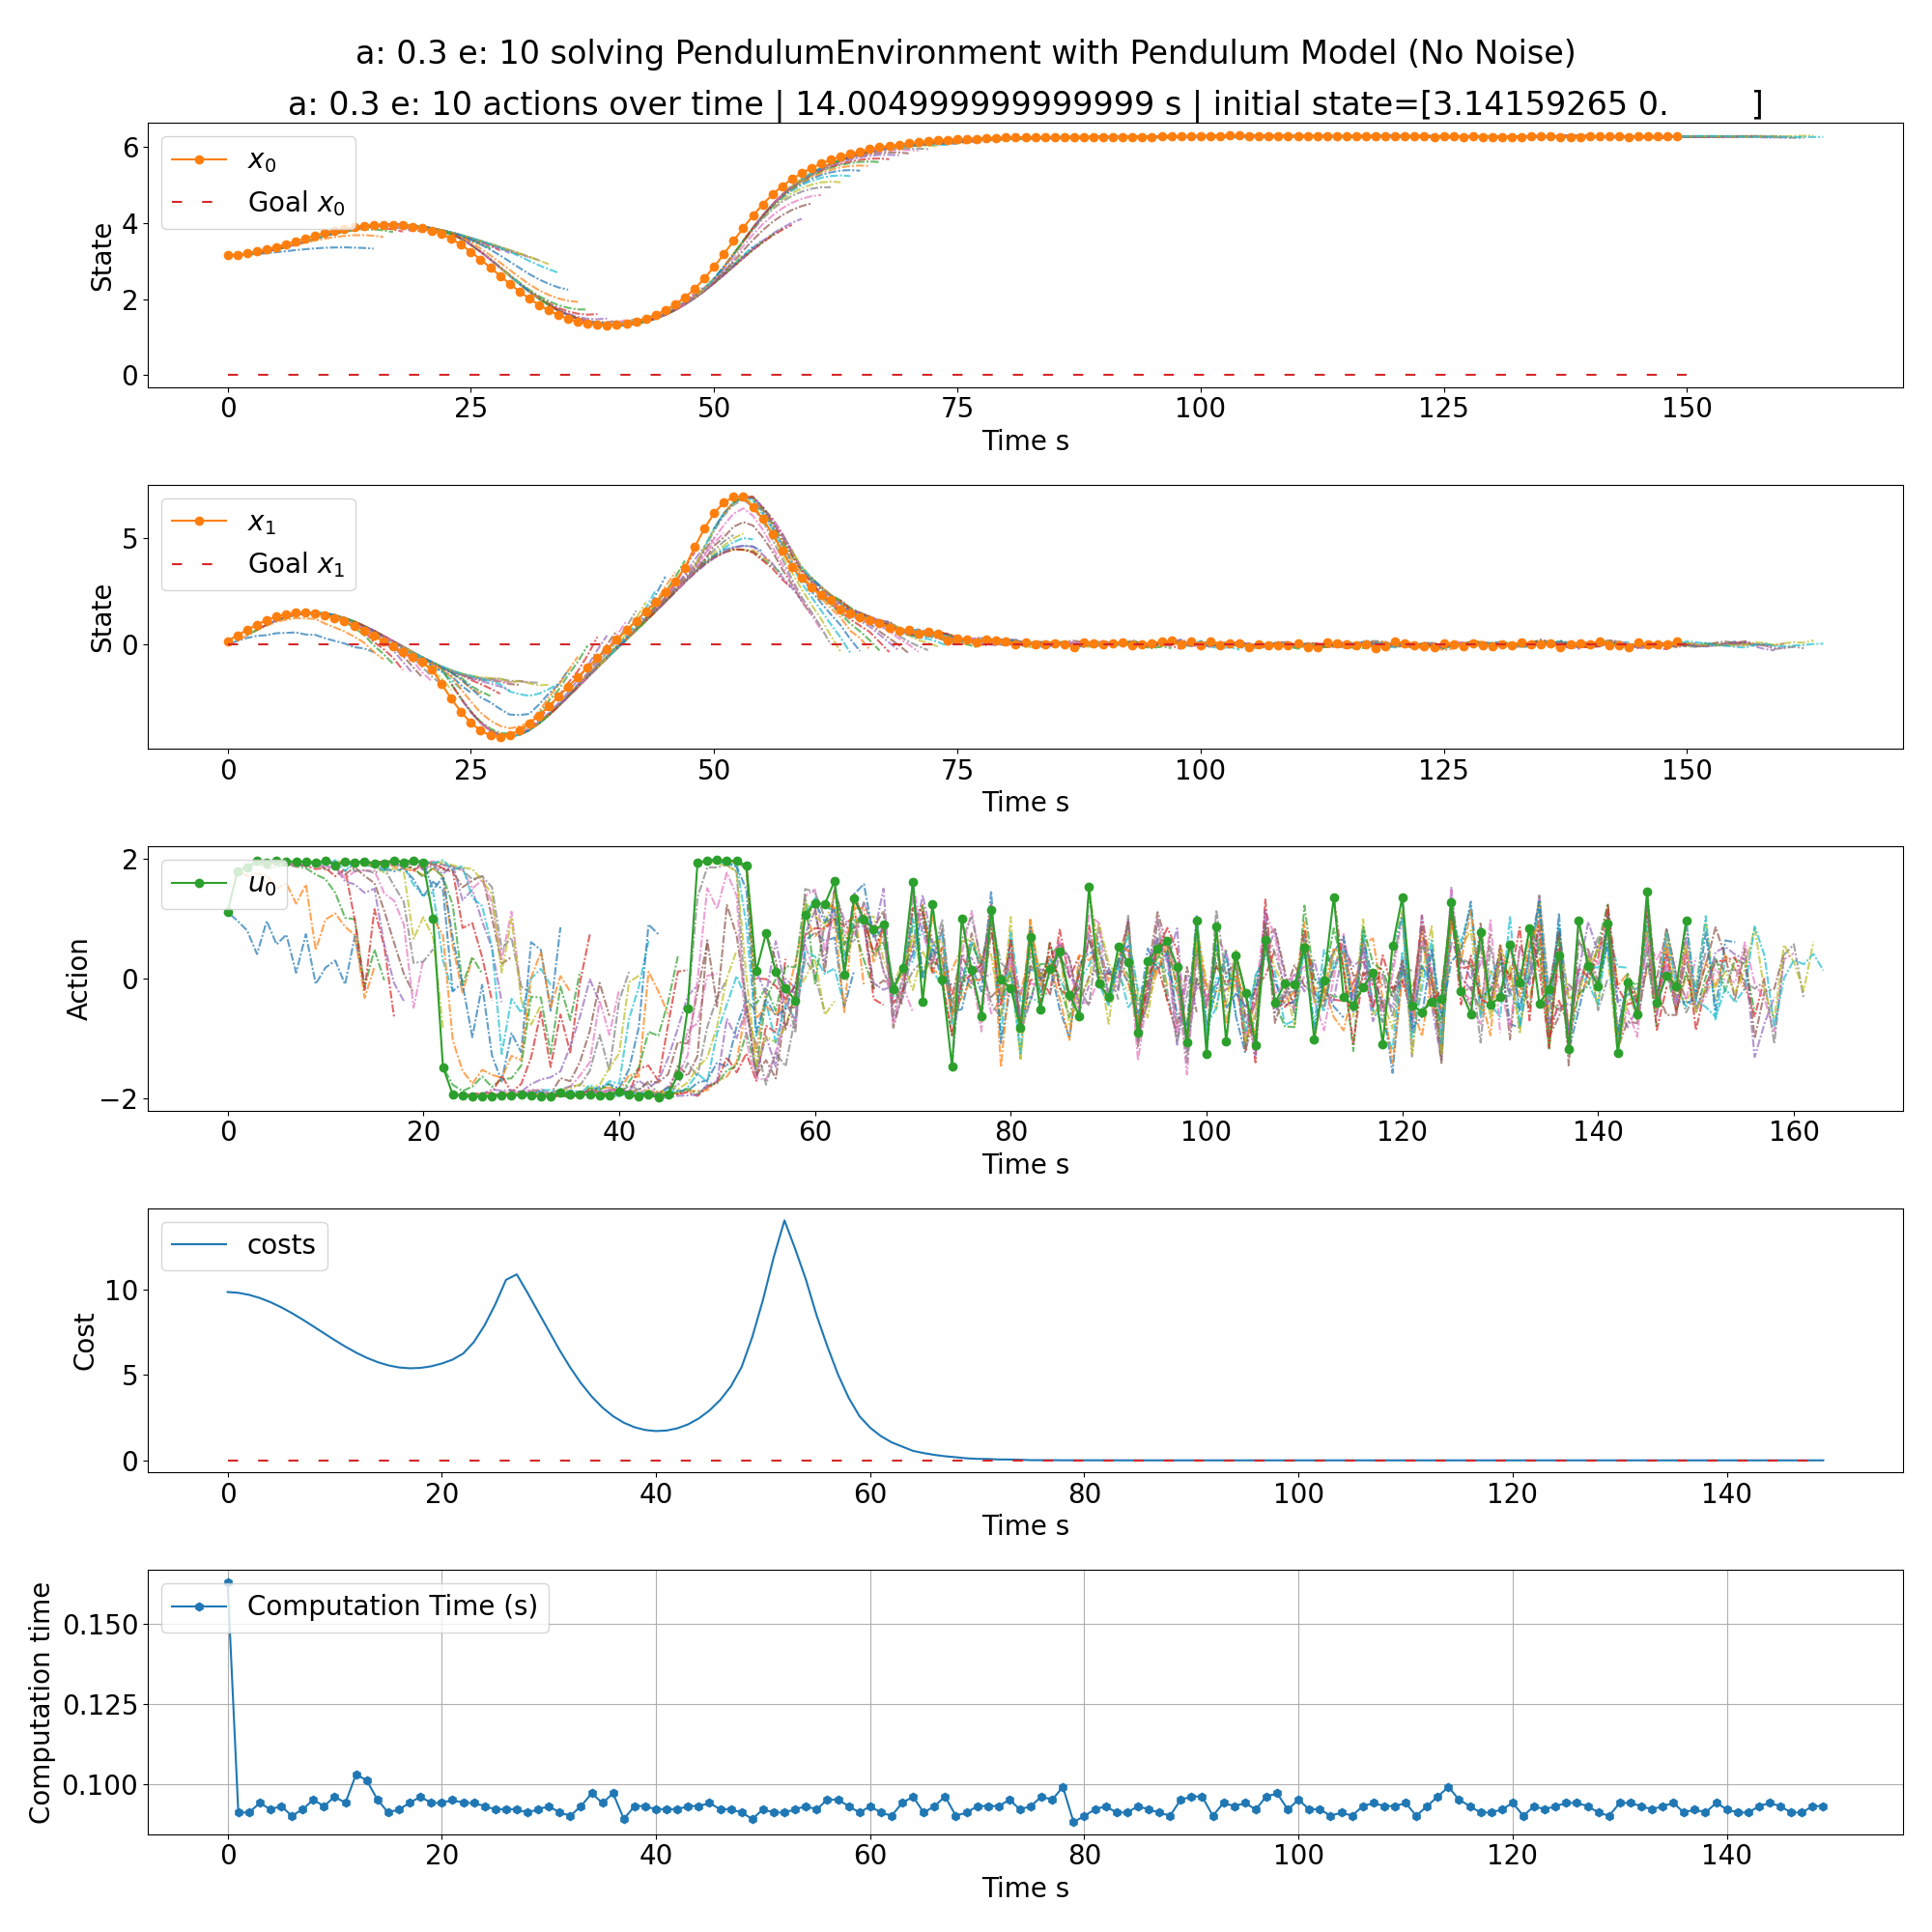 a: 0.3 e: 10 solving PendulumEnvironment with Pendulum Model (No Noise)
a: 0.3 e: 10 actions over time | 14.004999999999999 s | initial state=[3.14159265 0. ]
x₀
Goal x₀
State
6
4
2
0
0 25 50 75 100 125 150
Time s
x₁
Goal x₁
State
5
0
0 25 50 75 100 125 150
Time s
u₀
Action
2
0
−2
0 20 40 60 80 100 120 140 160
Time s
costs
Cost
10
5
0
0 20 40 60 80 100 120 140
Time s
Computation Time (s)
Computation time
0.150
0.125
0.100
0 20 40 60 80 100 120 140
Time s